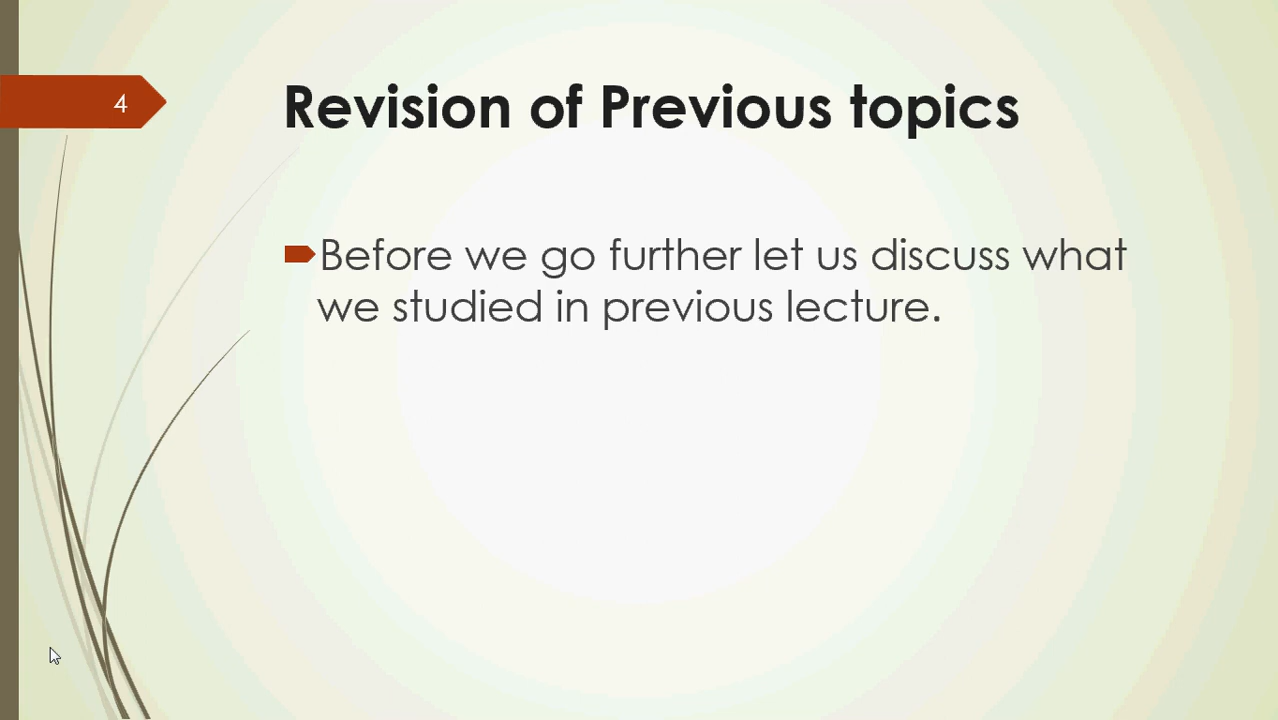 4
Revision of Previous topics
Before we go further let us discuss what
we studied in previous lecture.